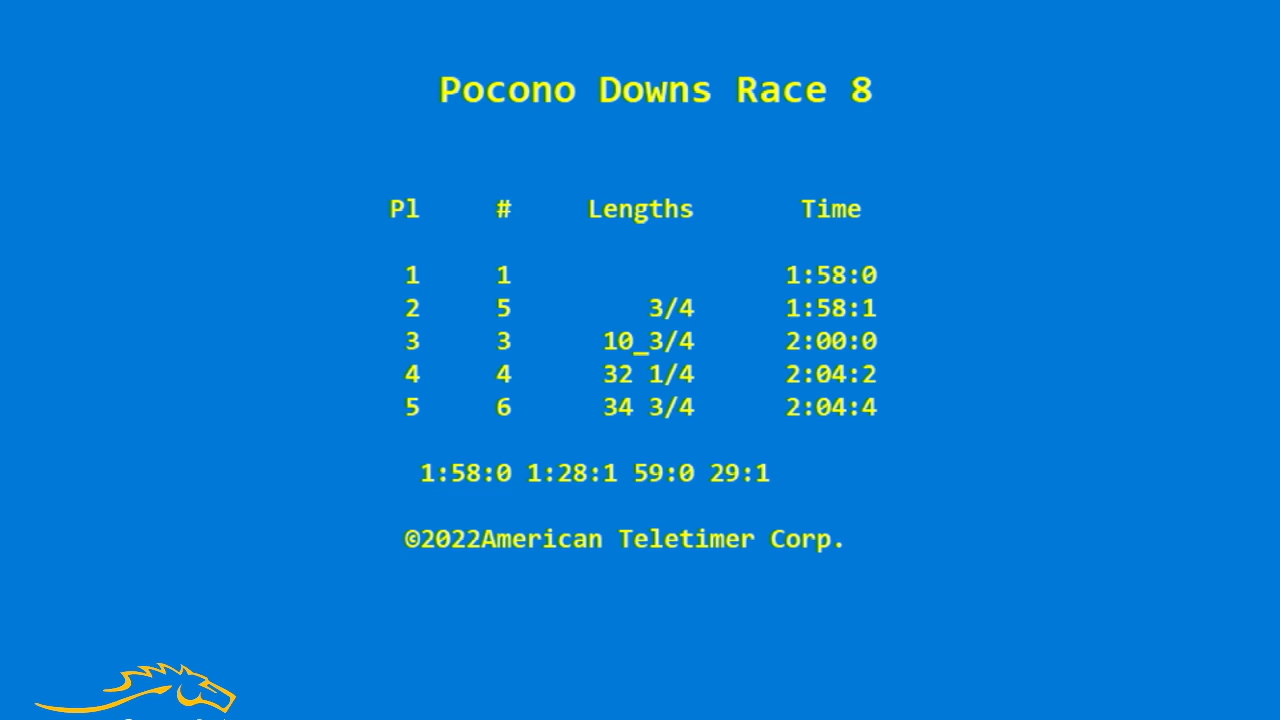 Pocono Downs Race 8
Pl # Lengths Time
1 1 1:58:0
2 5 3/4 1:58:1
3 3 10_3/4 2:00:0
4 4 32 1/4 2:04:2
5 6 34 3/4 2:04:4
1:58:0 1:28:1 59:0 29:1
©2022American Teletimer Corp.